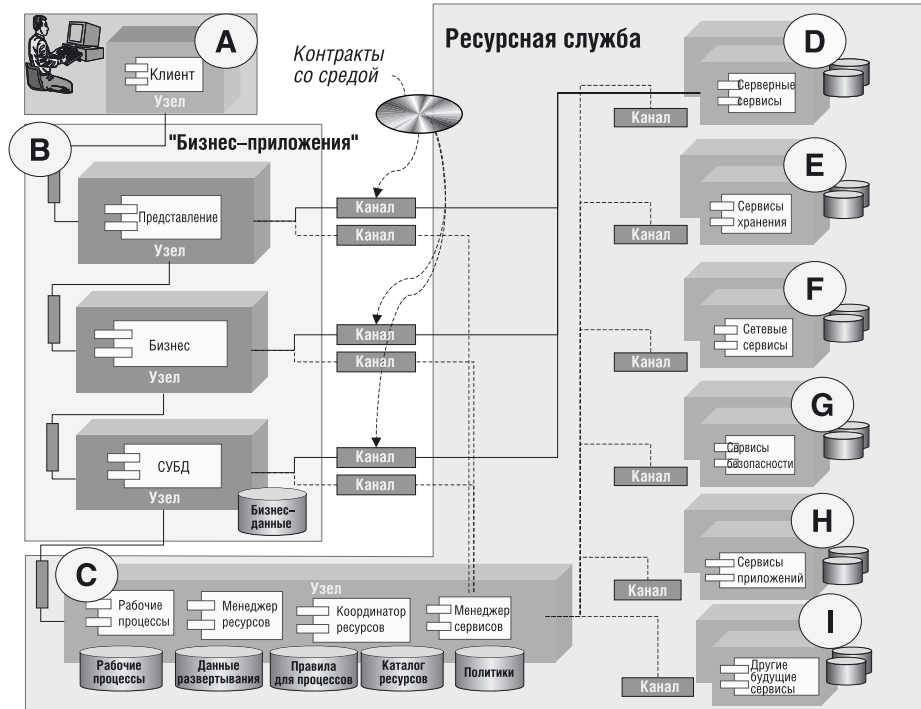 A
Клиент
Узел
Контракты
со средой
Ресурсная служба
D
Серверные
сервисы
Канал
B
"Бизнес–приложения"
Представление
Узел
Канал
Канал
E
Сервисы
хранения
Канал
Бизнес
Узел
Канал
Канал
F
Сетевые
сервисы
Канал
СУБД
Узел
Бизнес–
данные
Канал
Канал
G
Сервисы
безопасности
Канал
H
Сервисы
приложений
Канал
C
Узел
Рабочие
процессы
Менеджер
ресурсов
Координатор
ресурсов
Менеджер
сервисов
Рабочие
процессы
Данные
развертывания
Правила
для процессов
Каталог
ресурсов
Политики
I
Другие
будущие
сервисы
Канал